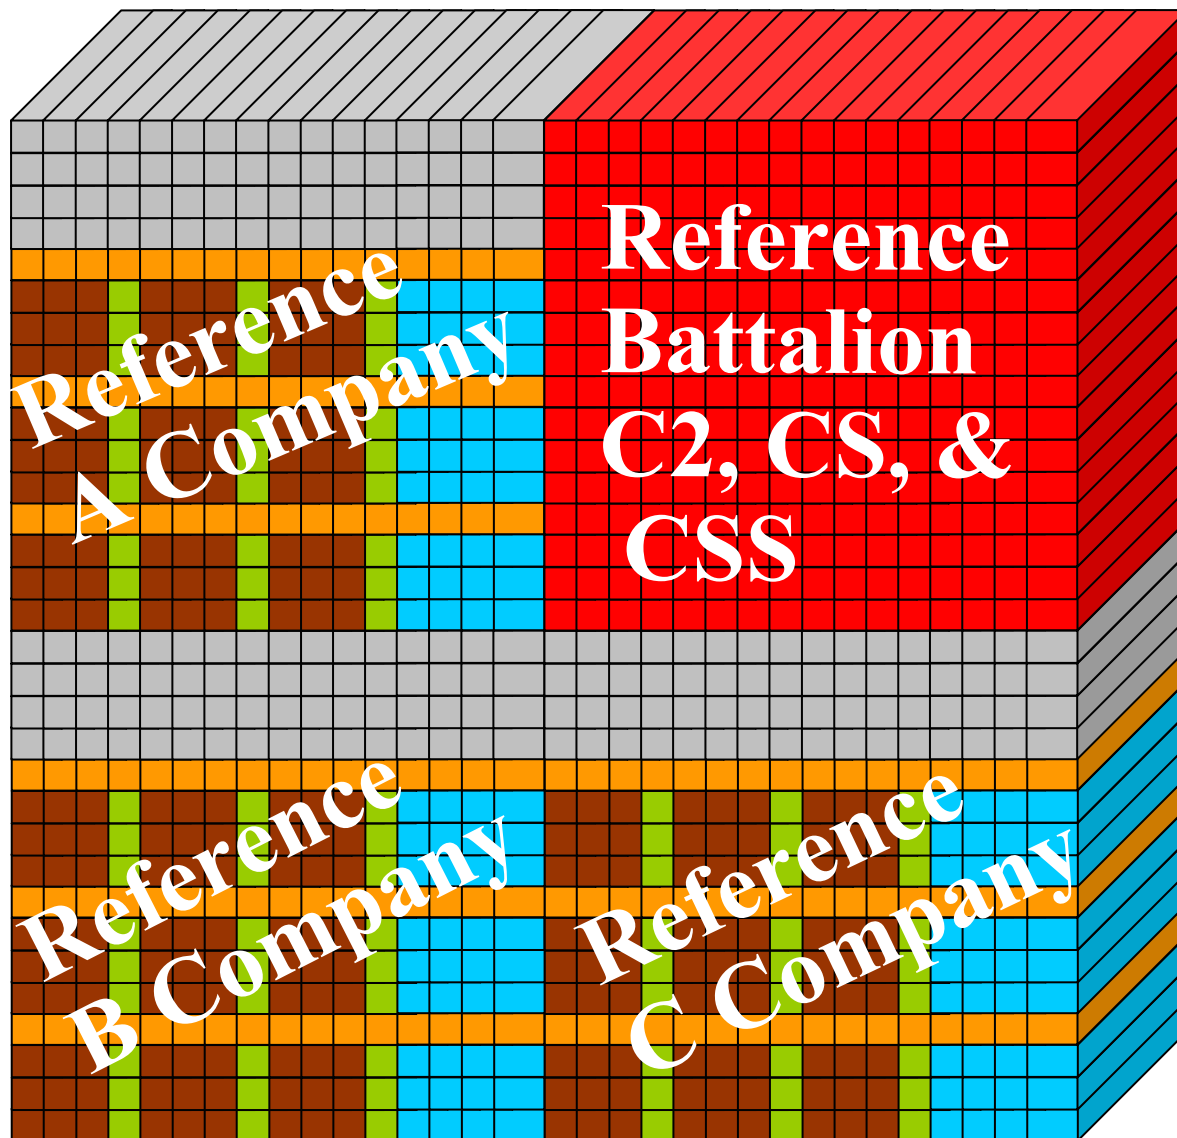 Reference
Battalion
C2, CS, &
CSS
Reference
A Company
Reference
B Company
Reference
C Company